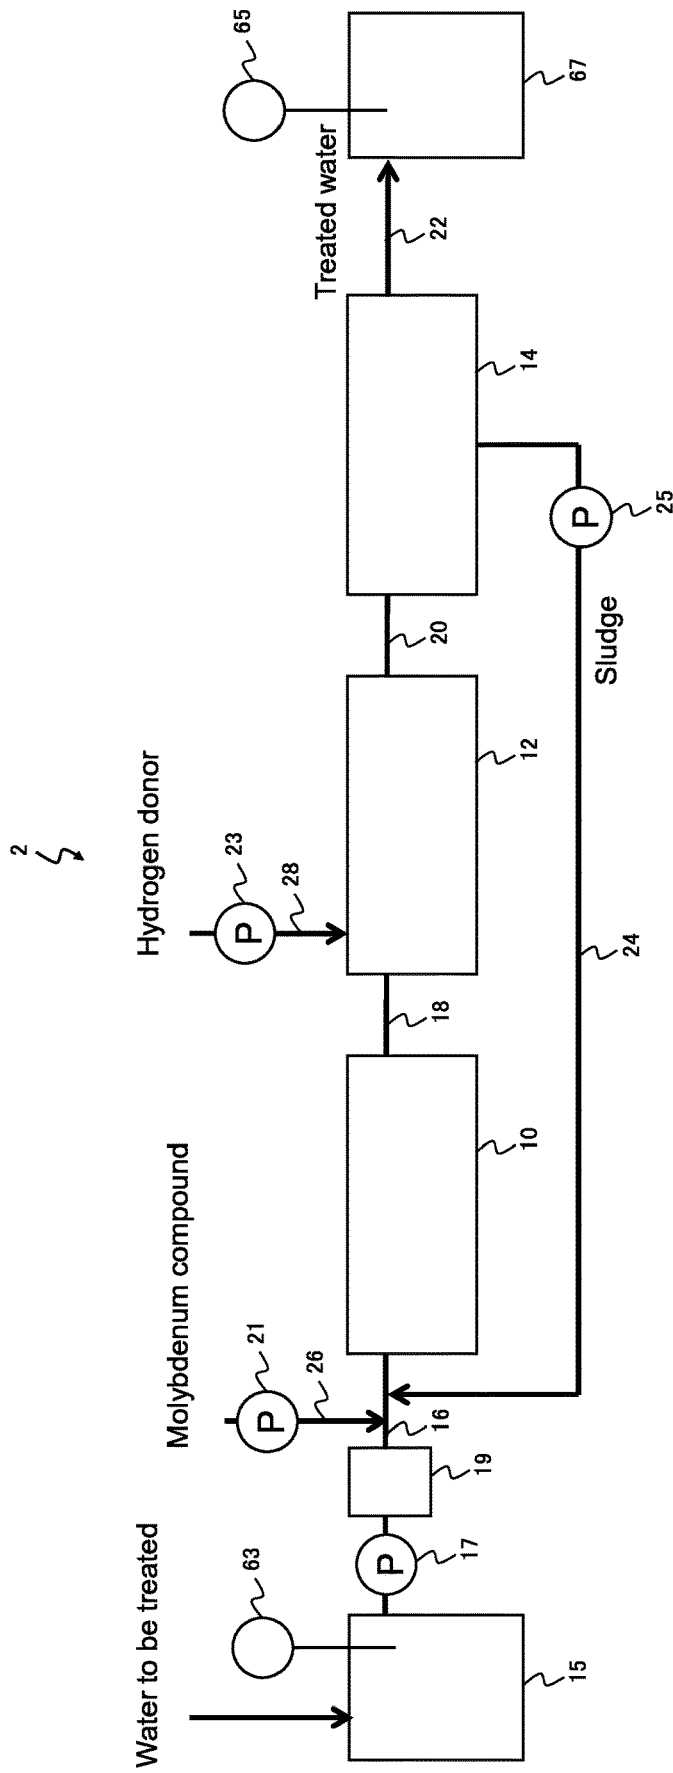 2
Water to be treated
Molybdenum compound
Hydrogen donor
Treated water
63
P
21
26
P
23
28
65
P
17
19
16
18
20
22
15
10
12
14
67
24
Sludge
P
25